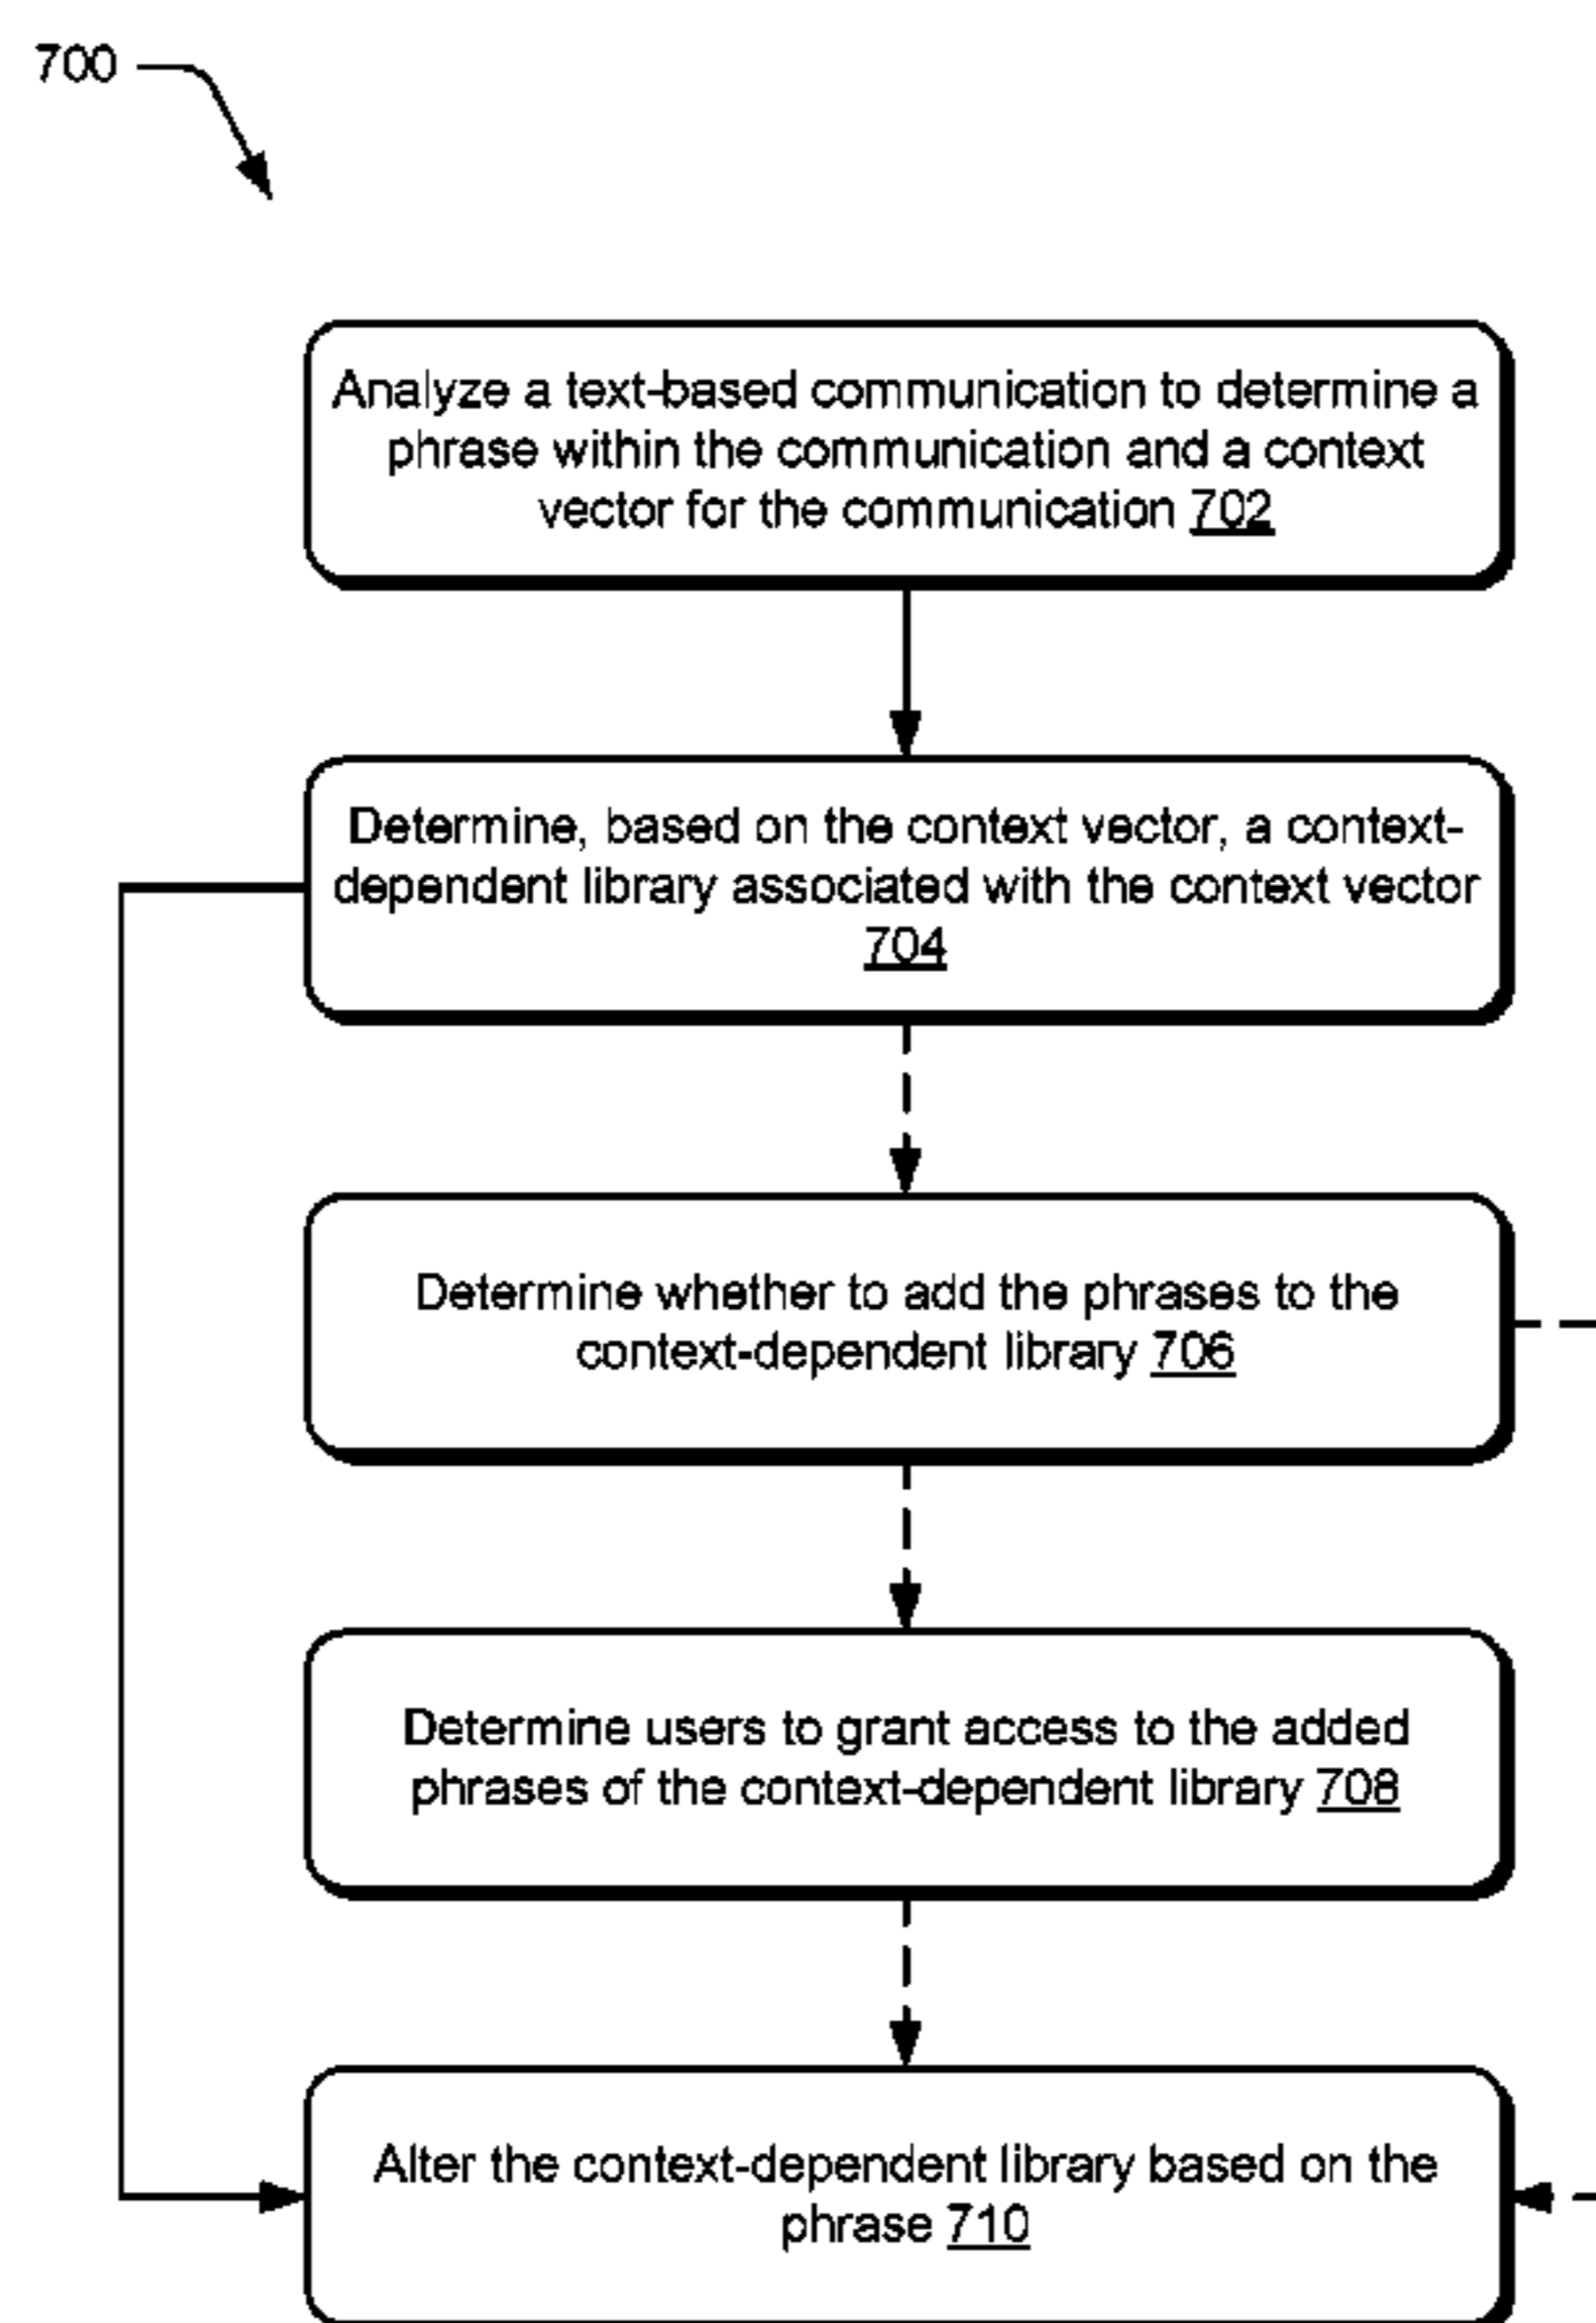 700
Analyze a text-based communication to determine a
phrase within the communication and a context
vector for the communication 702
Determine, based on the context vector, a context-
dependent library associated with the context vector
704
Determine whether to add the phrases to the
context-dependent library 706
Determine users to grant access to the added
phrases of the context-dependent library 708
Alter the context-dependent library based on the
phrase 710